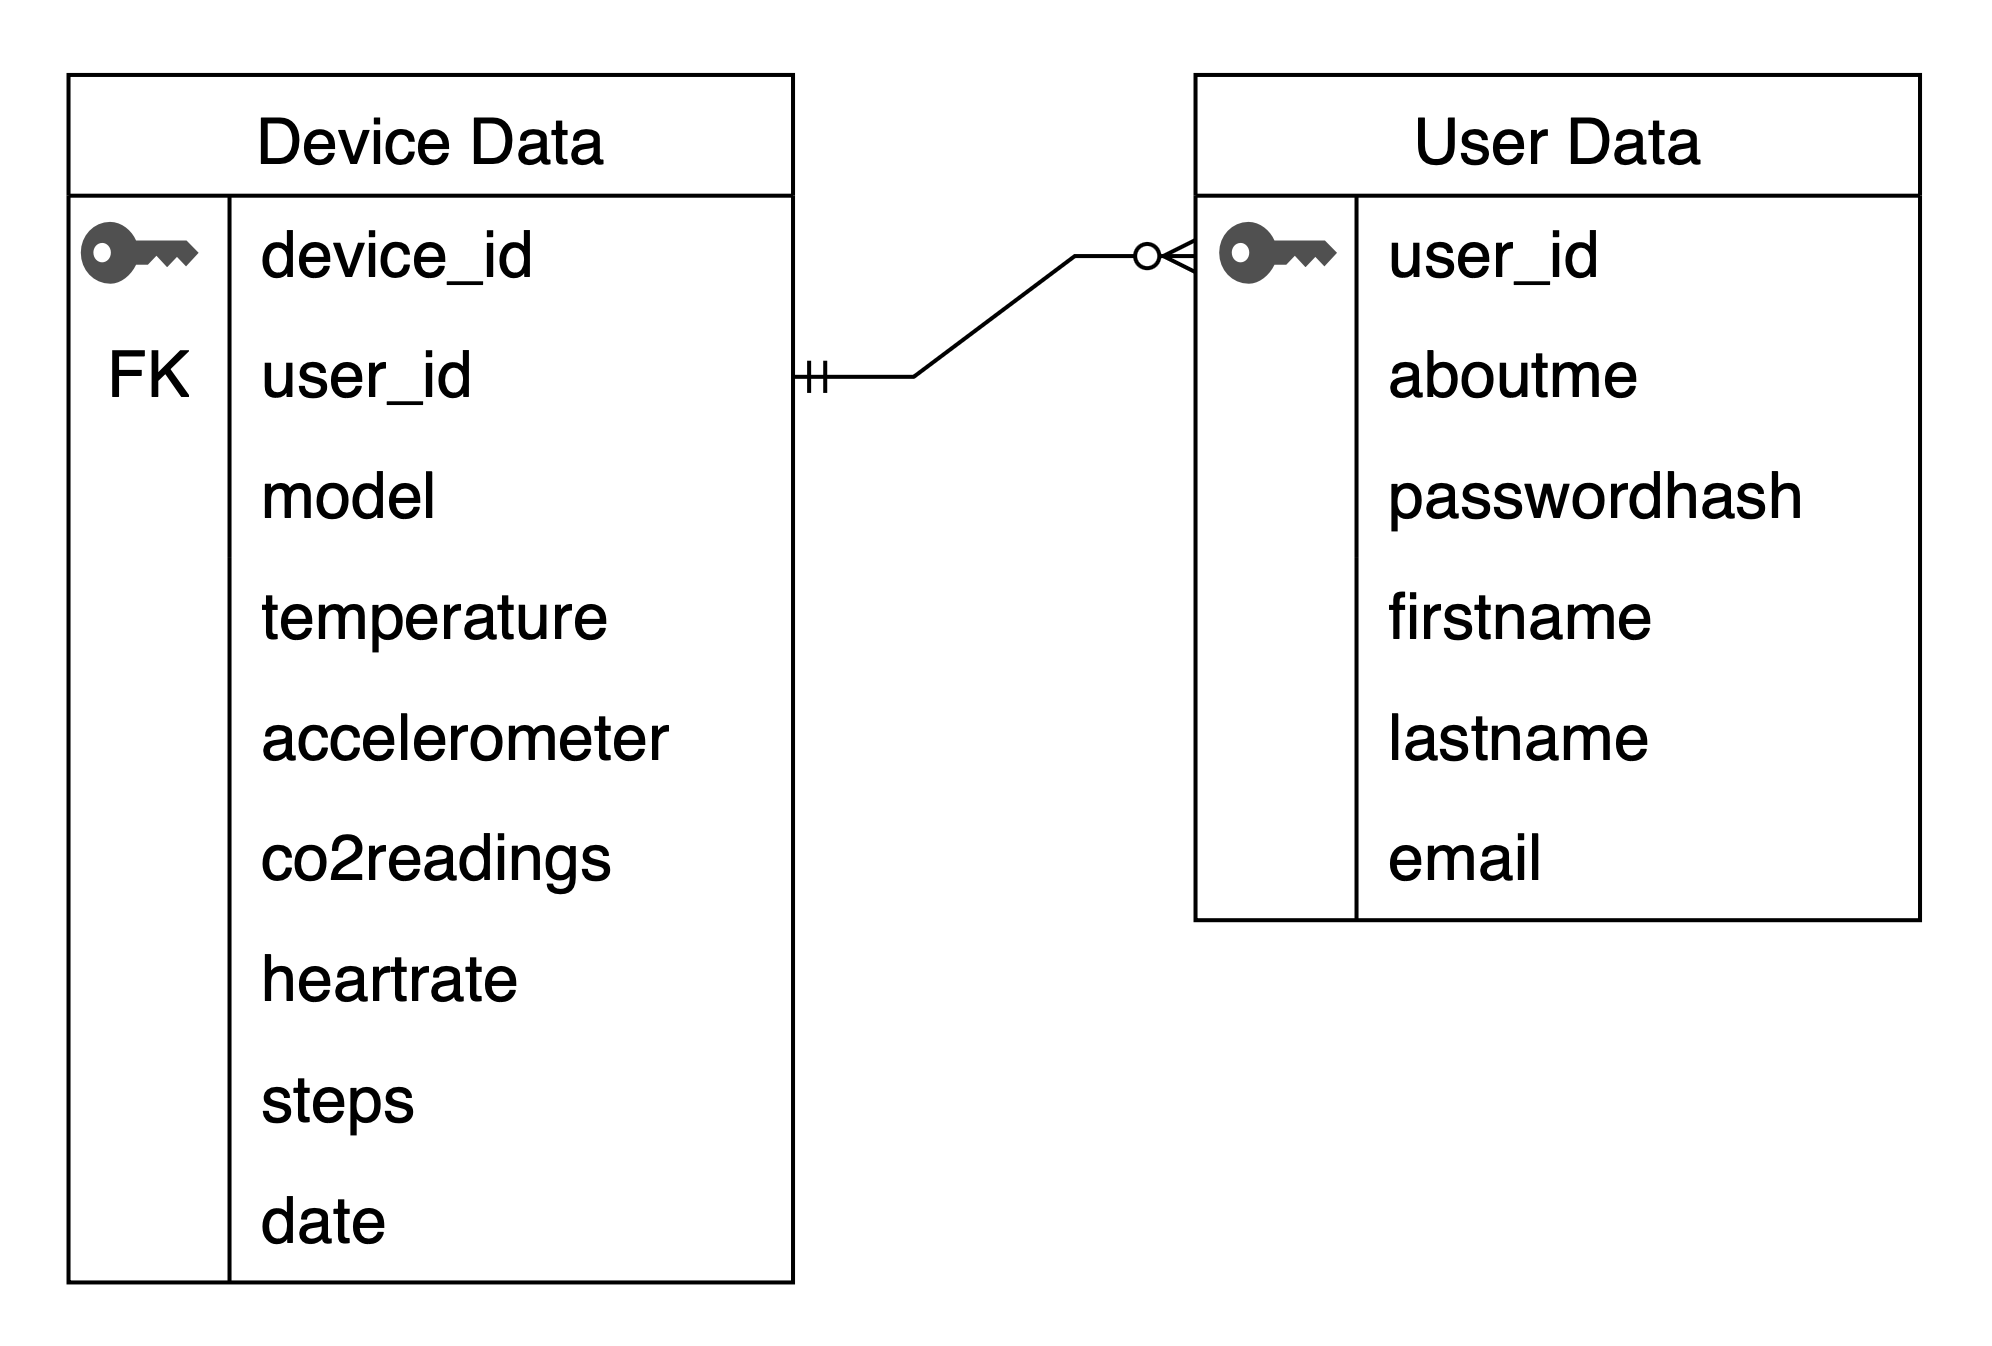 Device Data
device_id
FK user_id
model
temperature
accelerometer
co2readings
heartrate
steps
date
User Data
user_id
aboutme
passwordhash
firstname
lastname
email